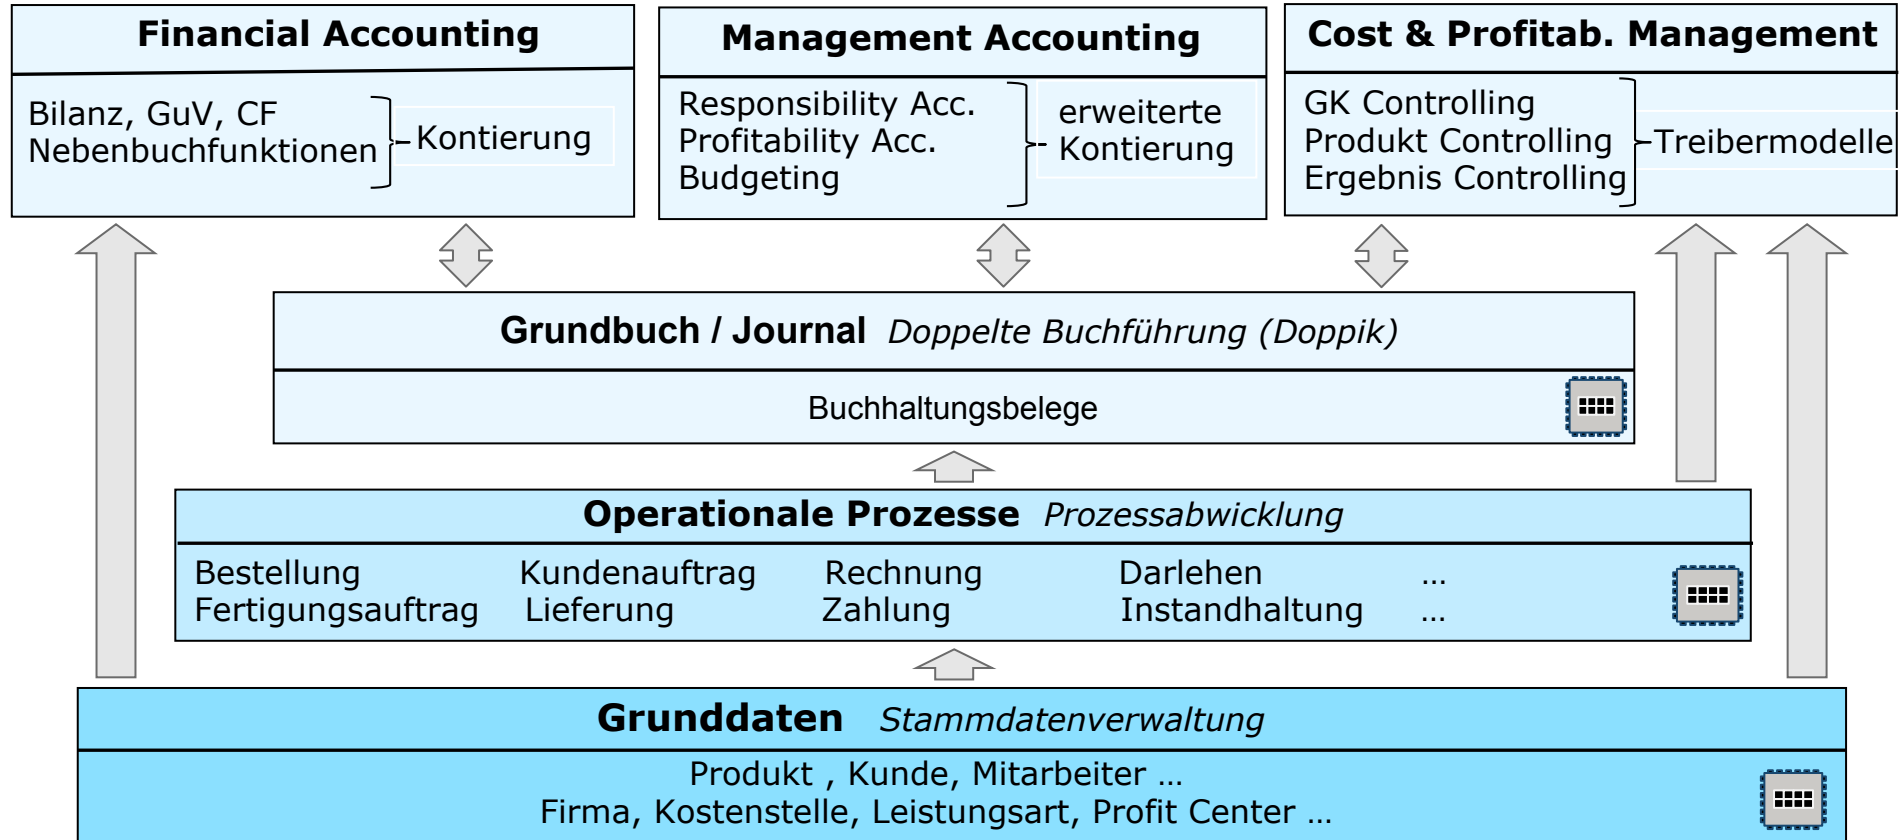 Financial Accounting
Bilanz, GuV, CF
Nebenbuchfunktionen
Kontierung
Management Accounting
Responsibility Acc.
Profitability Acc.
Budgeting
erweiterte
Kontierung
Cost & Profitab. Management
GK Controlling
Produkt Controlling
Ergebnis Controlling
Treibermodelle
Grundbuch / Journal Doppelte Buchführung (Doppik)
Buchhaltungsbelege
Operationale Prozesse Prozessabwicklung
Bestellung Kundenauftrag Rechnung Darlehen ...
Fertigungsauftrag Lieferung Zahlung Instandhaltung ...
Grunddaten Stammdatenverwaltung
Produkt , Kunde, Mitarbeiter ...
Firma, Kostenstelle, Leistungsart, Profit Center ...